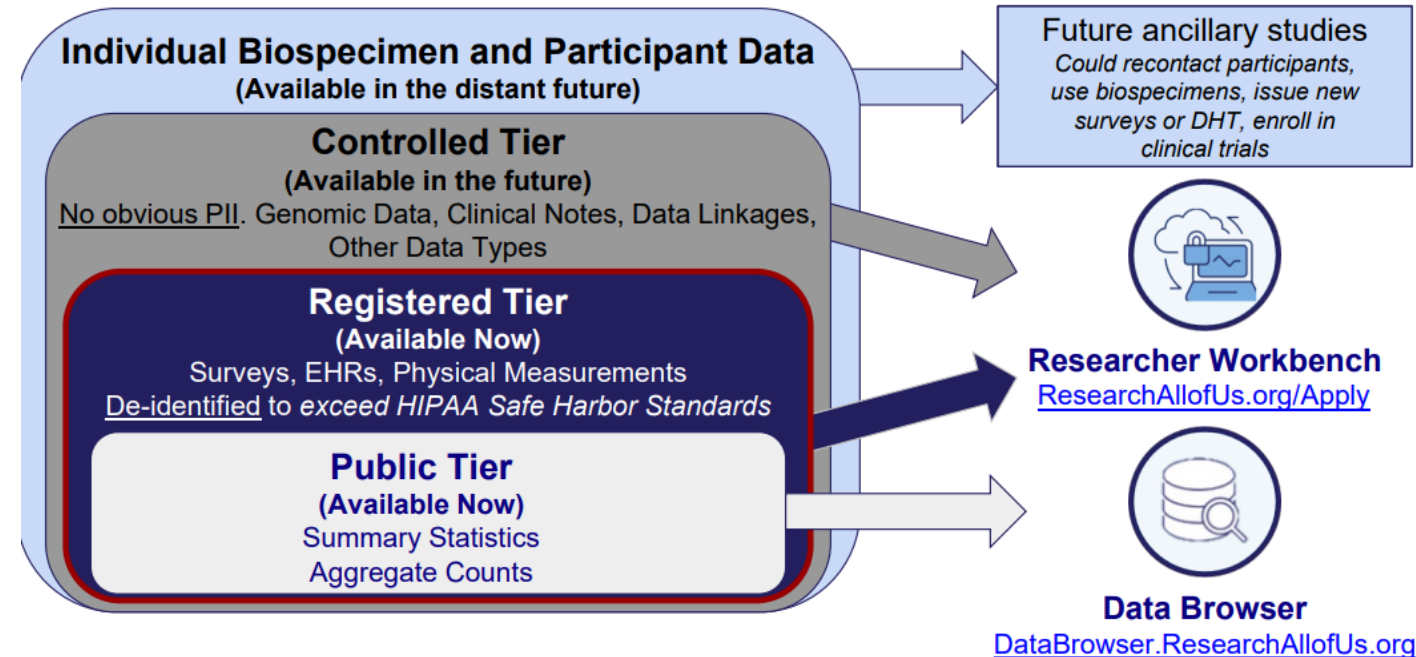 Individual Biospecimen and Participant Data
(Available in the distant future)
Controlled Tier
(Available in the future)
No obvious PII. Genomic Data, Clinical Notes, Data Linkages,
Other Data Types
Registered Tier
(Available Now)
Surveys, EHRs, Physical Measurements
De-identified to exceed HIPAA Safe Harbor Standards
Public Tier
(Available Now)
Summary Statistics
Aggregate Counts
Future ancillary studies
Could recontact participants,
use biospecimens, issue new
surveys or DHT, enroll in
clinical trials
Researcher Workbench
ResearchAllofUs.org/Apply
Data Browser
DataBrowser.ResearchAllofUs.org